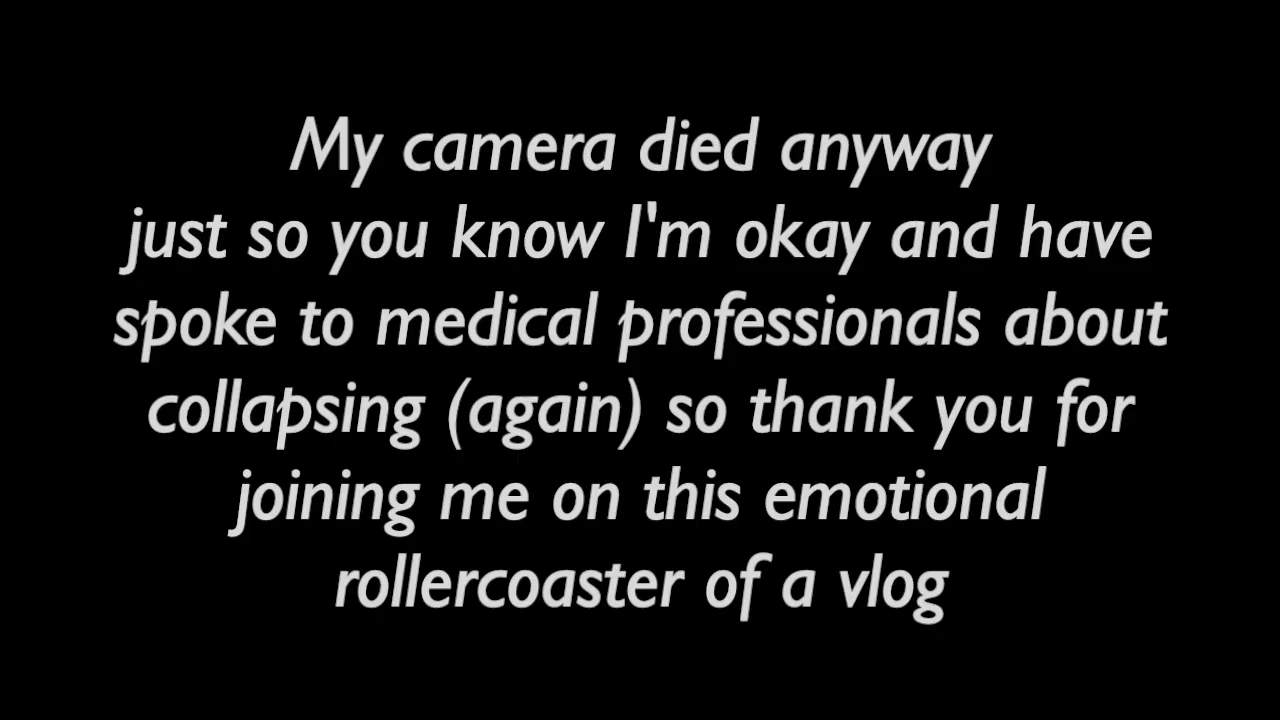 My camera died anyway
just so you know I'm okay and have
spoke to medical professionals about
collapsing (again) so thank you for
joining me on this emotional
rollercoaster of a vlog